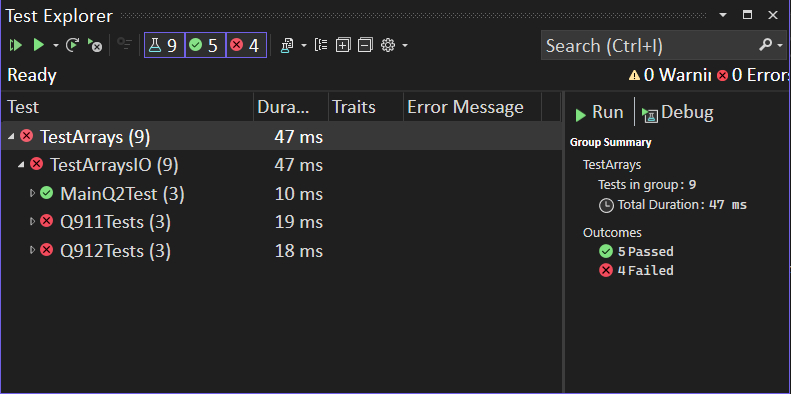 Test Explorer
9 5 4 Search (Ctrl+I)
Ready 0 Warnin 0 Errors
Test Dura... Traits Error Message
Run Debug
TestArrays (9) 47 ms
Group Summary
TestArraysIO (9) 47 ms
TestArrays
MainQ2Test (3) 10 ms
Tests in group: 9
Q911Tests (3) 19 ms
Total Duration: 47 ms
Q912Tests (3) 18 ms
Outcomes
5 Passed
4 Failed